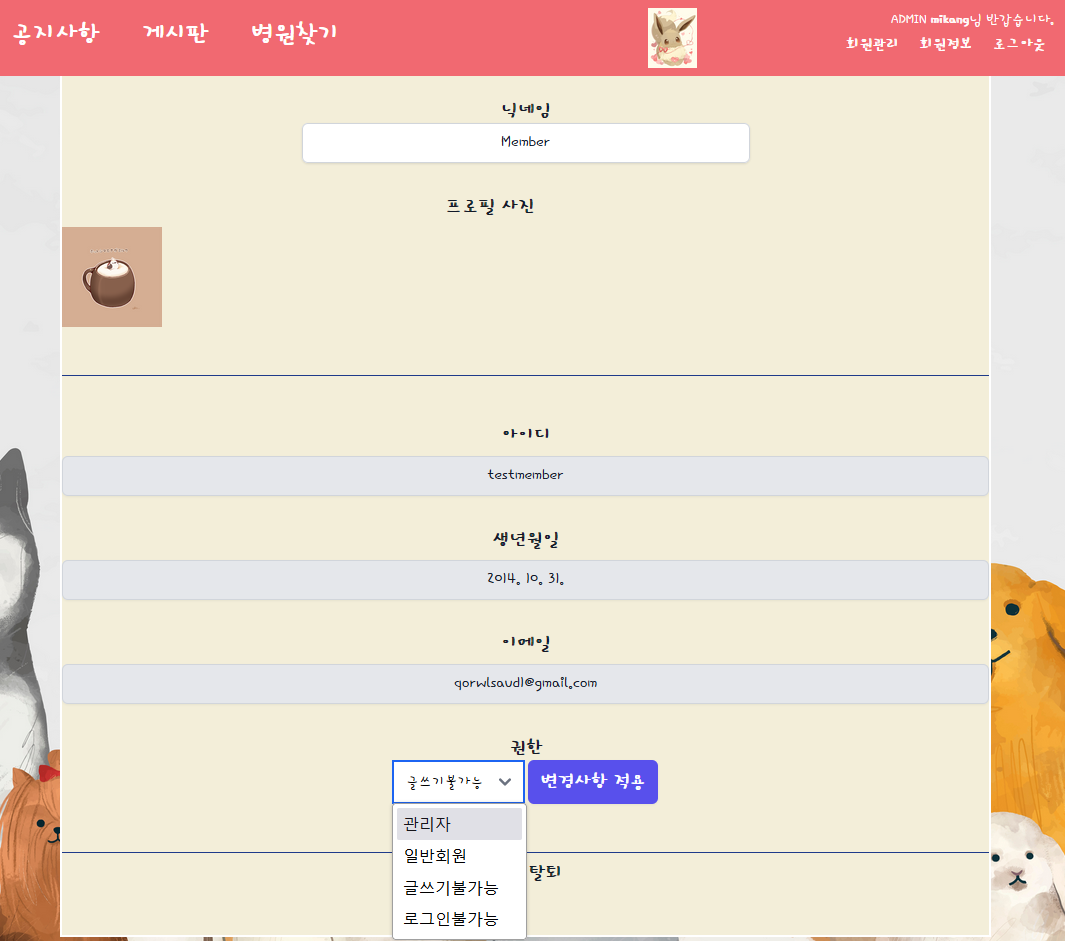 공지사항 게시판 병원찾기
ADMIN mikang님 반갑습니다.
회원관리 회원정보 로그아웃
닉네임
Member
프로필 사진
아이디
testmember
생년월일
2014. 10. 31.
이메일
qorwlsaud1@gmail.com
권한
글쓰기불가능 변경사항 적용
관리자
일반회원
글쓰기불가능
로그인불가능
탈퇴